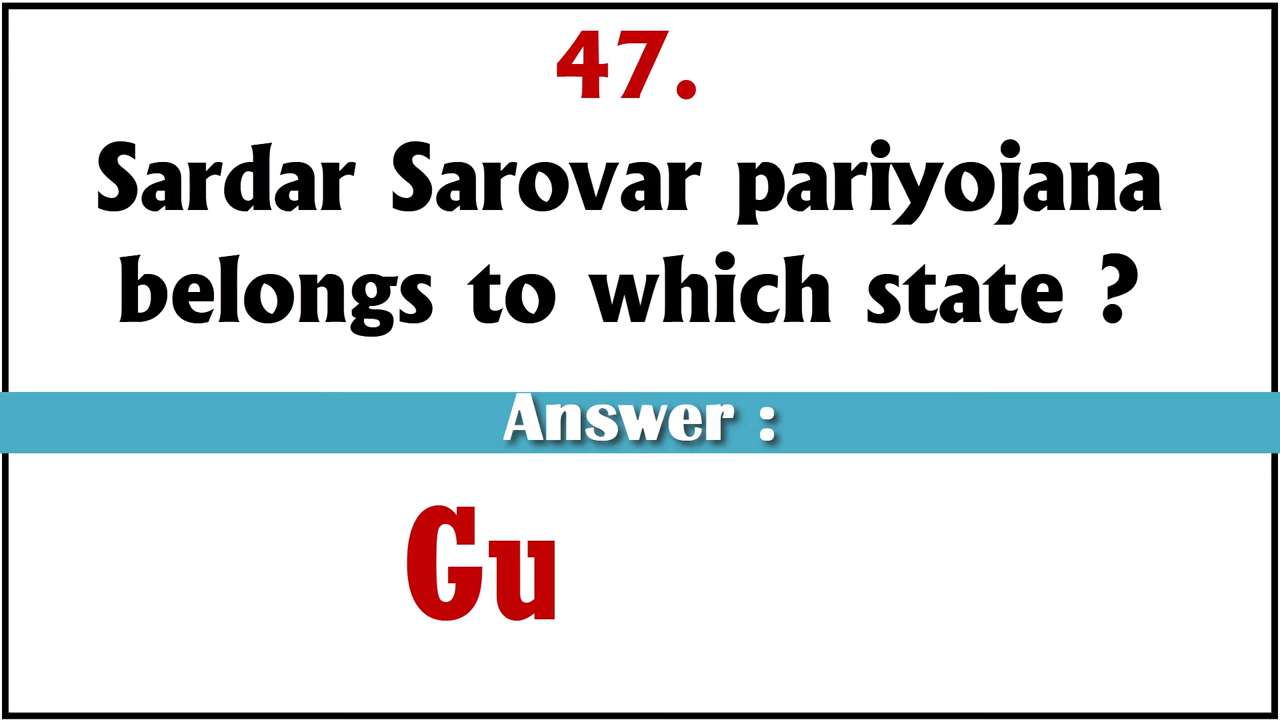 47.
Sardar Sarovar pariyojana
belongs to which state ?
Answer :
Gu